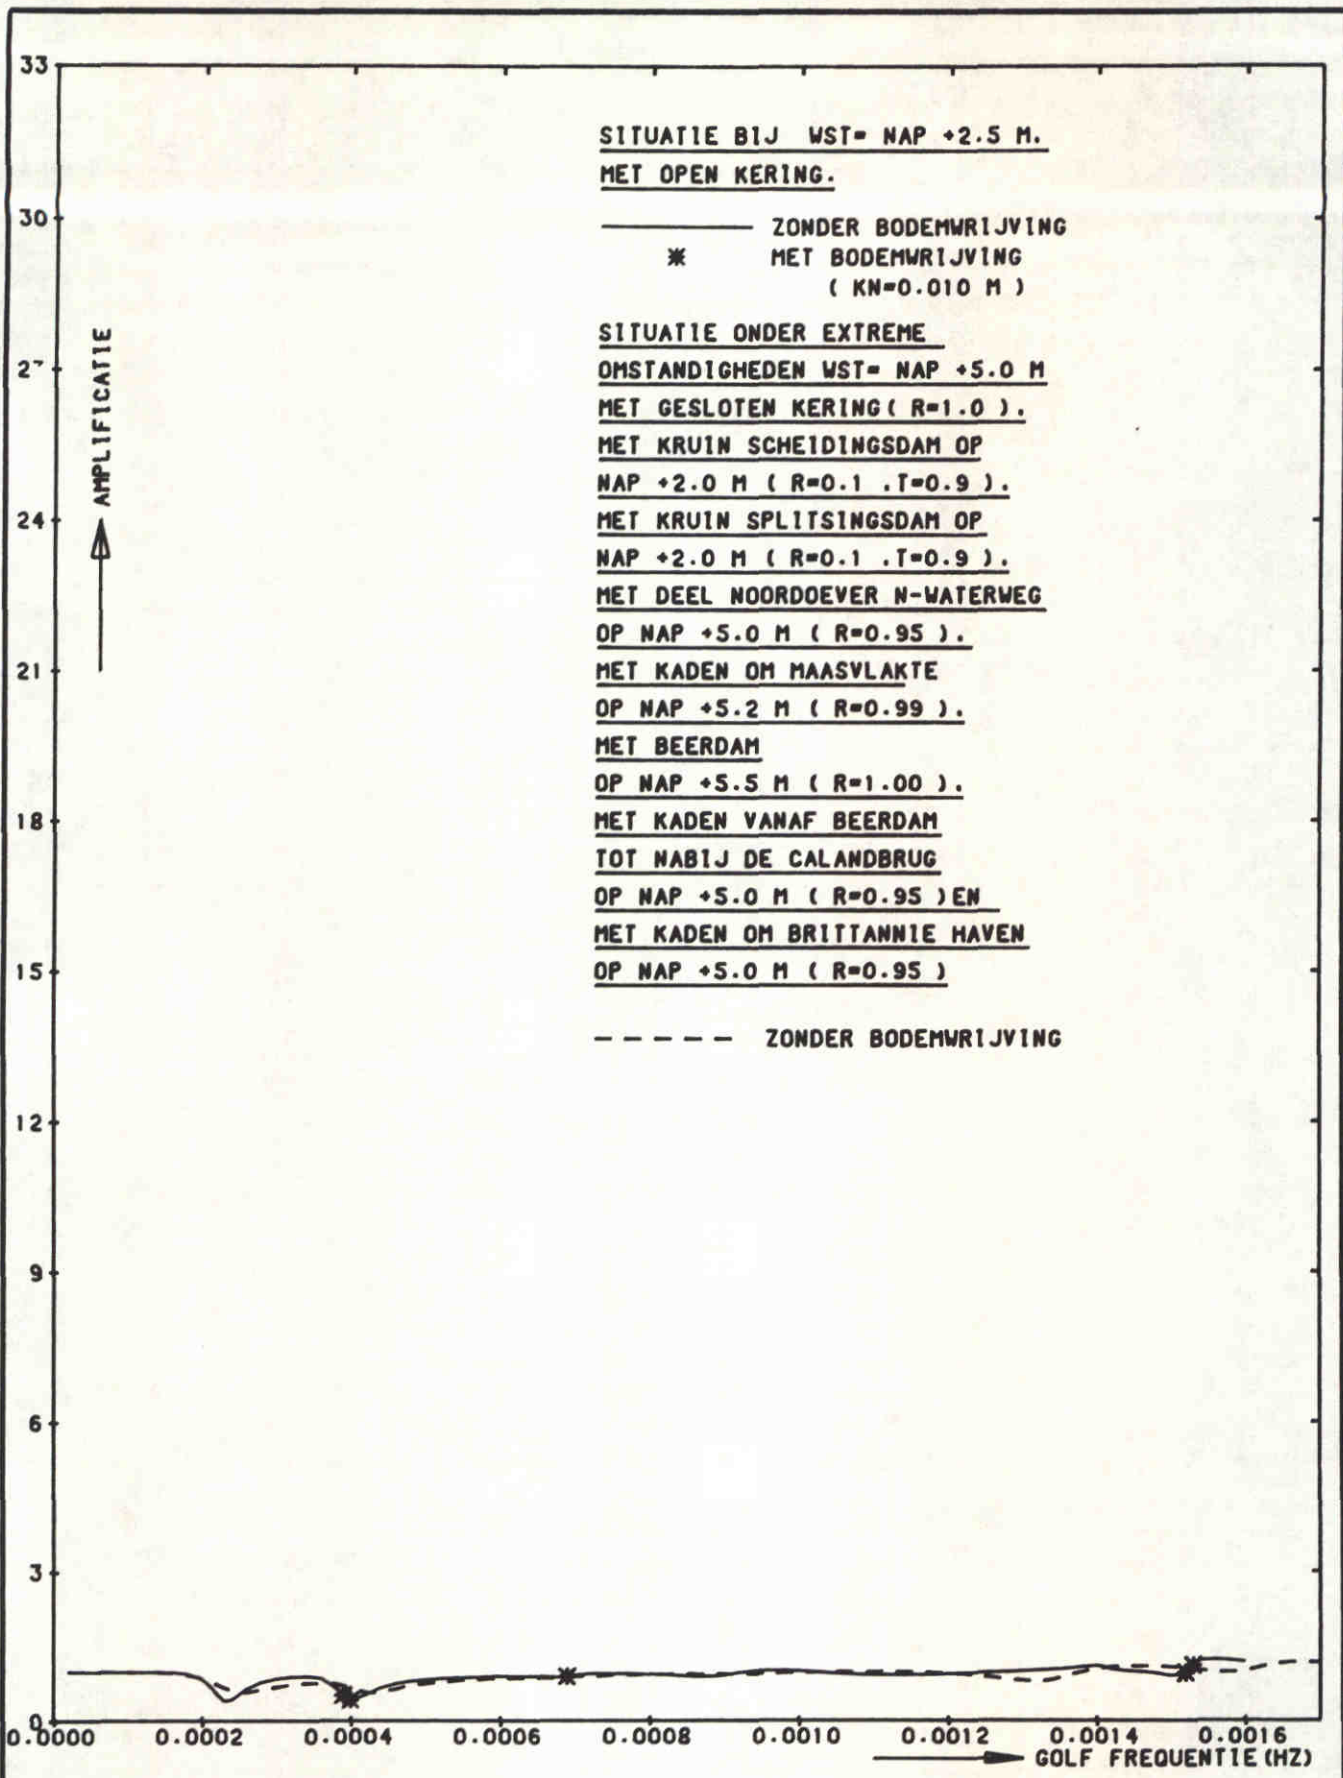 33
30
27
24
21
18
15
12
9
6
3
0
AMPLIFICATIE
SITUATIE BIJ WST= NAP +2.5 M.
MET OPEN KERING.
ZONDER BODEMWRIJVING
* MET BODEMWRIJVING
( KN=0.010 M )
SITUATIE ONDER EXTREME
OMSTANDIGHEDEN WST= NAP +5.0 M
MET GESLOTEN KERING( R=1.0 ).
MET KRUIN SCHEIDINGSDAM OP
NAP +2.0 M ( R=0.1 .T=0.9 ).
MET KRUIN SPLITSINGSDAM OP
NAP +2.0 M ( R=0.1 .T=0.9 ).
MET DEEL NOORDOEVER N-WATERWEG
OP NAP +5.0 M ( R=0.95 ).
MET KADEN OM MAASVLAKTE
OP NAP +5.2 M ( R=0.99 ).
MET BEERDAM
OP NAP +5.5 M ( R=1.00 ).
MET KADEN VANAF BEERDAM
TOT NABIJ DE CALANDBRUG
OP NAP +5.0 M ( R=0.95 )EN
MET KADEN OM BRITTANNIE HAVEN
OP NAP +5.0 M ( R=0.95 )
ZONDER BODEMWRIJVING
0.0000 0.0002 0.0004 0.0006 0.0008 0.0010 0.0012 0.0014 0.0016
GOLF FREQUENTIE(HZ)